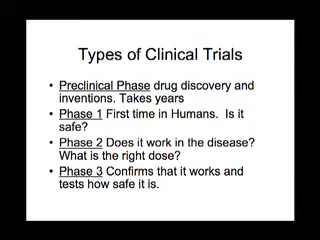 Types of Clinical Trials
• Preclinical Phase drug discovery and
inventions. Takes years
• Phase 1 First time in Humans. Is it
safe?
• Phase 2 Does it work in the disease?
What is the right dose?
• Phase 3 Confirms that it works and
tests how safe it is.